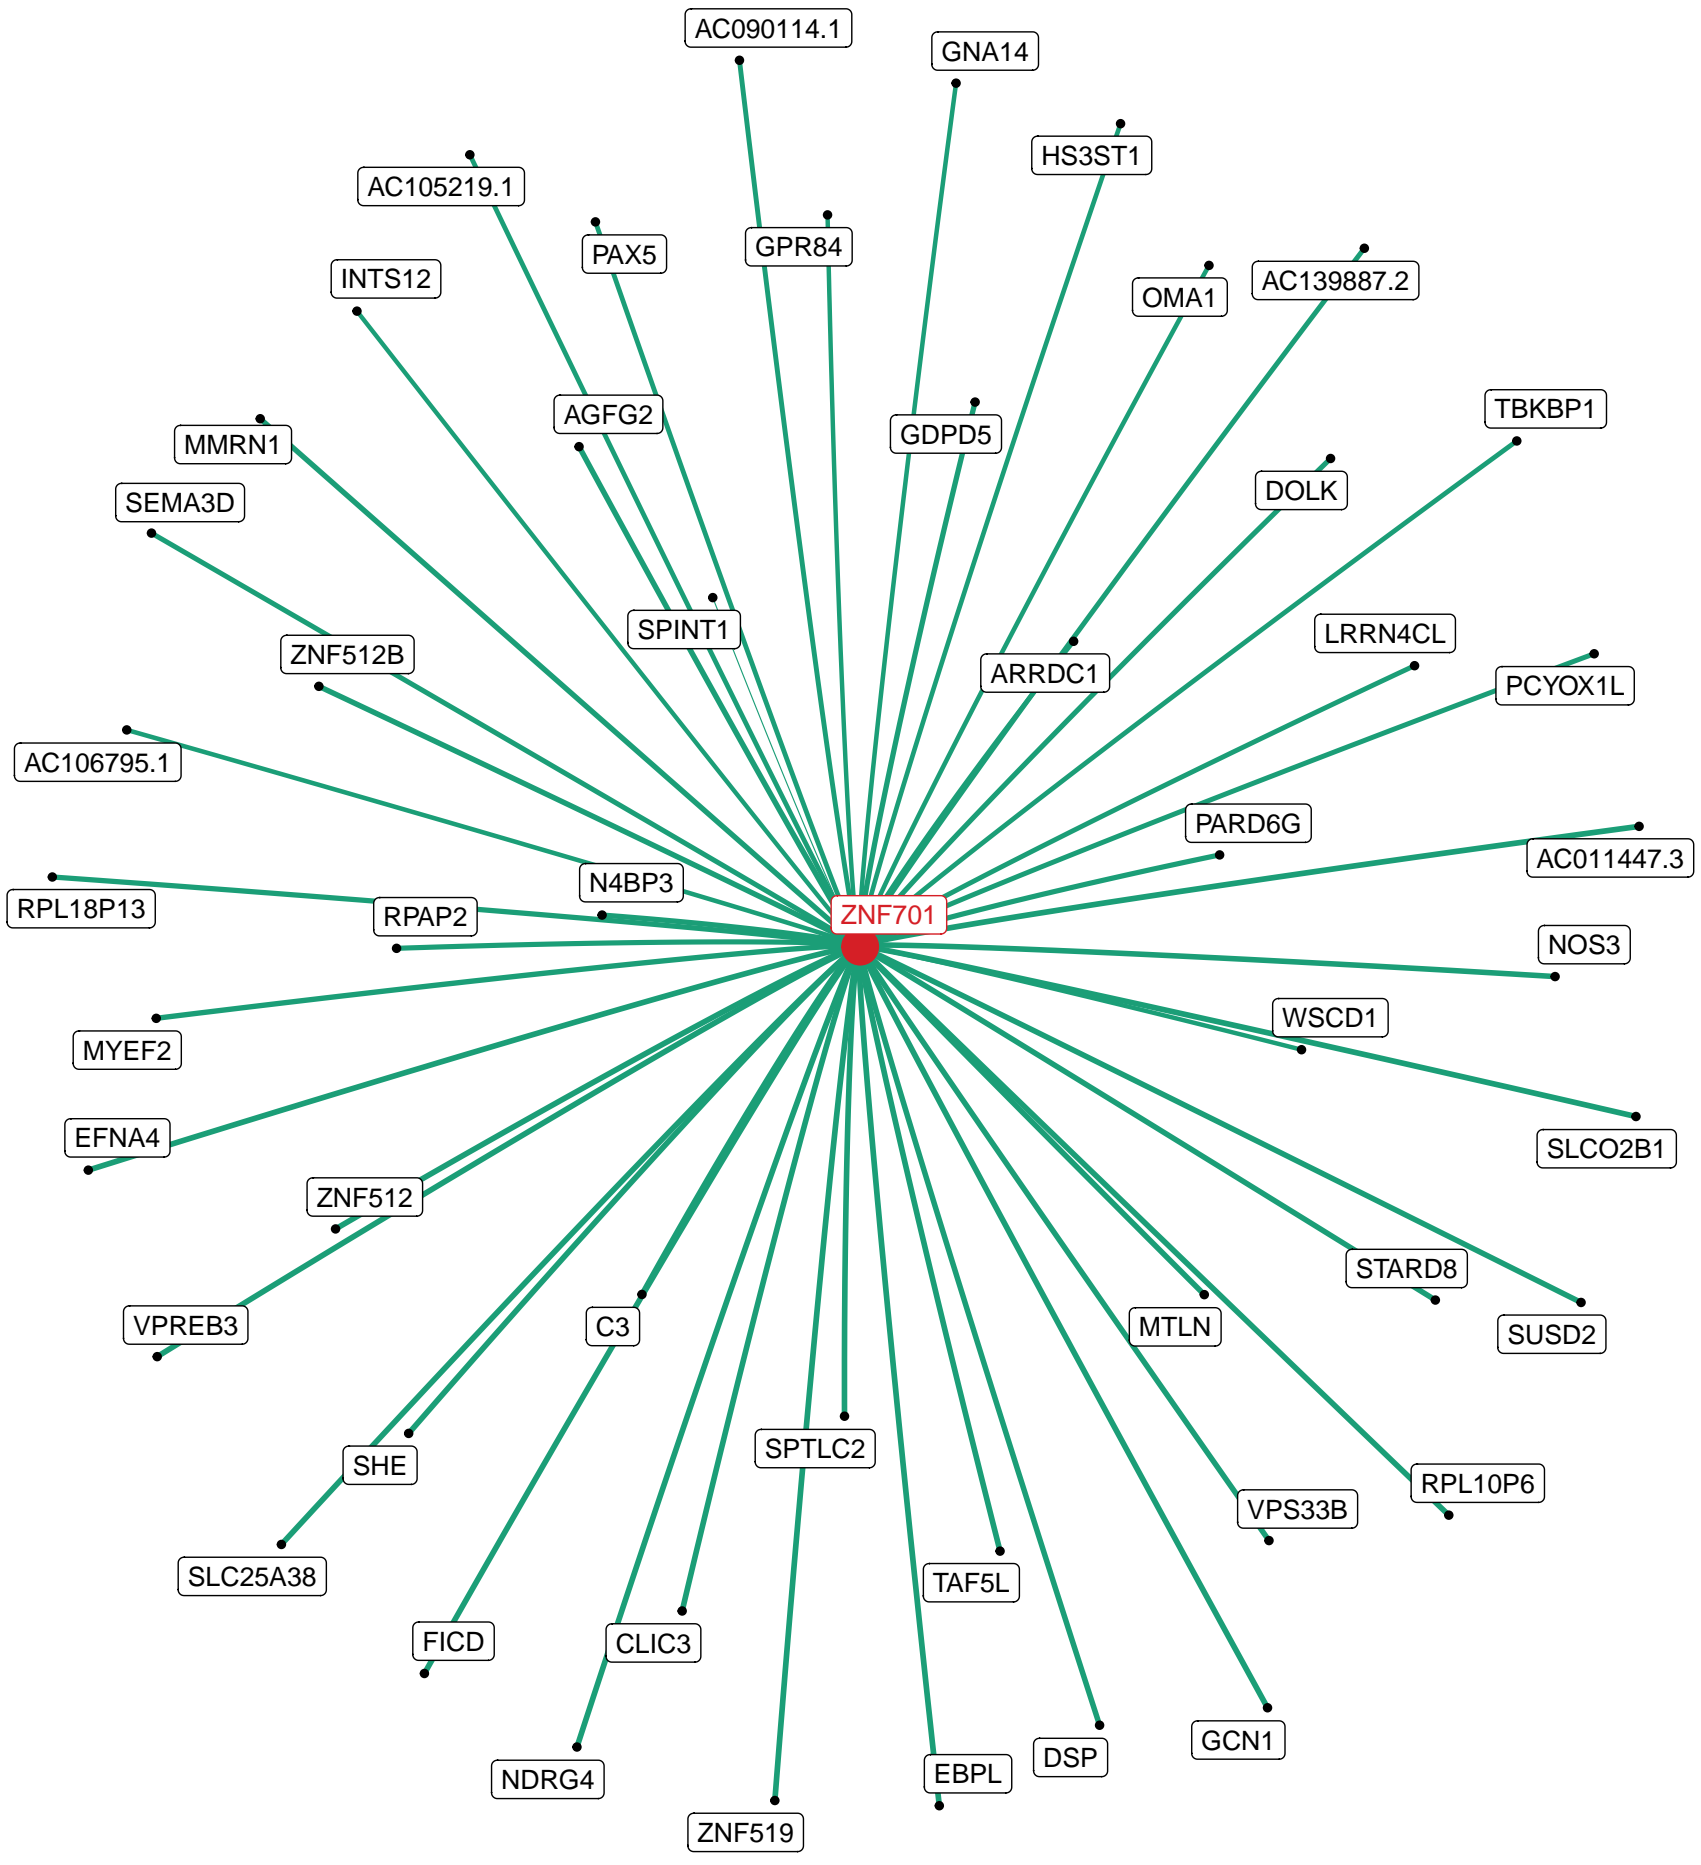 AC090114.1
GNA14
HS3ST1
AC105219.1
PAX5
GPR84
INTS12
OMA1
AC139887.2
AGFG2
GDPD5
TBKBP1
MMRN1
DOLK
SEMA3D
SPINT1
LRRN4CL
ZNF512B
ARRDC1
PCYOX1L
AC106795.1
PARD6G
AC011447.3
N4BP3
RPL18P13
RPAP2
ZNF701
NOS3
WSCD1
MYEF2
EFNA4
SLCO2B1
ZNF512
STARD8
VPREB3
C3
MTLN
SUSD2
SPTLC2
SHE
RPL10P6
VPS33B
SLC25A38
TAF5L
FICD
CLIC3
GCN1
DSP
EBPL
NDRG4
ZNF519